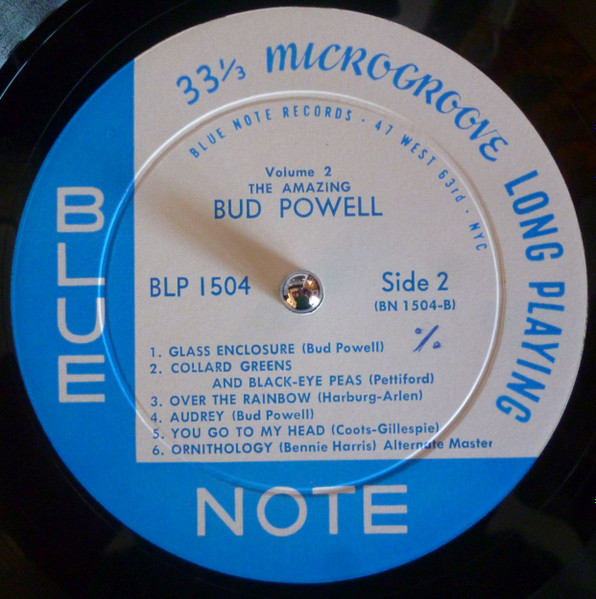 33⅓ MICROGROOVE LONG PLAYING
BLUE NOTE RECORDS · 47 WEST 63rd · NYC
Volume 2
THE AMAZING
BUD POWELL
BLP 1504
Side 2
(BN 1504-B)
%
1. GLASS ENCLOSURE (Bud Powell)
2. COLLARD GREENS
AND BLACK-EYE PEAS (Pettiford)
3. OVER THE RAINBOW (Harburg-Arlen)
4. AUDREY (Bud Powell)
5. YOU GO TO MY HEAD (Coots-Gillespie)
6. ORNITHOLOGY (Bennie Harris) Alternate Master
BLUE
NOTE